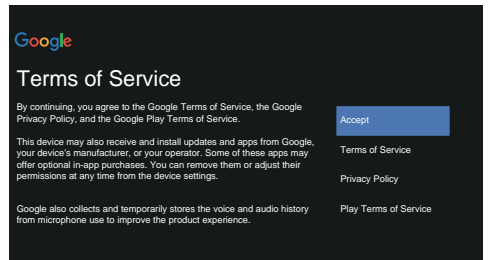 Google
Terms of Service
By continuing, you agree to the Google Terms of Service, the Google
Privacy Policy, and the Google Play Terms of Service.
This device may also receive and install updates and apps from Google,
your device's manufacturer, or your operator. Some of these apps may
offer optional in-app purchases. You can remove them or adjust their
permissions at any time from the device settings.
Google also collects and temporarily stores the voice and audio history
from microphone use to improve the product experience.
Accept
Terms of Service
Privacy Policy
Play Terms of Service